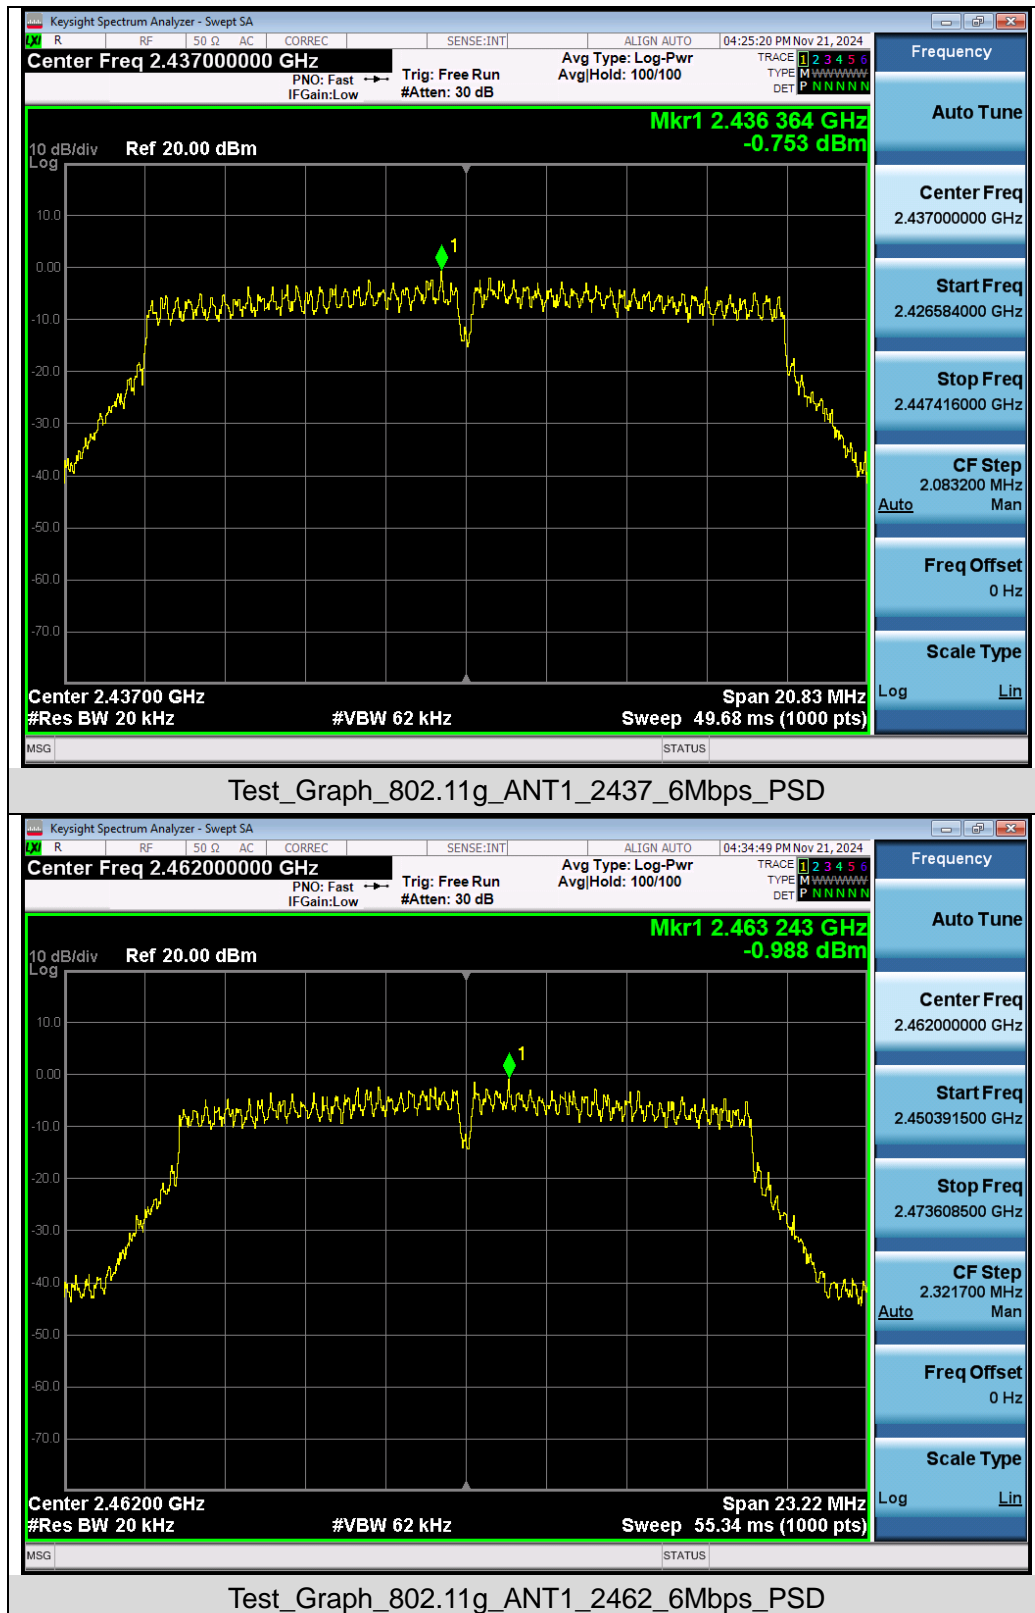 Keysight Spectrum Analyzer - Swept SA
LXI R RF 50 Ω AC CORREC SENSE:INT ALIGN AUTO 04:25:20 PM Nov 21, 2024
Center Freq 2.437000000 GHz
PNO: Fast
IFGain:Low
Trig: Free Run
#Atten: 30 dB
Avg Type: Log-Pwr
Avg|Hold: 100/100
TRACE 1 2 3 4 5 6
TYPE M W W W W W
DET P N N N N N
Mkr1 2.436 364 GHz
-0.753 dBm
10 dB/div Ref 20.00 dBm
Log
10.0
0.00
-10.0
-20.0
-30.0
-40.0
-50.0
-60.0
-70.0
1
Center 2.43700 GHz Span 20.83 MHz
#Res BW 20 kHz #VBW 62 kHz Sweep 49.68 ms (1000 pts)
MSG STATUS
Frequency
Auto Tune
Center Freq
2.437000000 GHz
Start Freq
2.426584000 GHz
Stop Freq
2.447416000 GHz
CF Step
2.083200 MHz
Auto Man
Freq Offset
0 Hz
Scale Type
Log Lin
Test_Graph_802.11g_ANT1_2437_6Mbps_PSD
Keysight Spectrum Analyzer - Swept SA
LXI R RF 50 Ω AC CORREC SENSE:INT ALIGN AUTO 04:34:49 PM Nov 21, 2024
Center Freq 2.462000000 GHz
PNO: Fast
IFGain:Low
Trig: Free Run
#Atten: 30 dB
Avg Type: Log-Pwr
Avg|Hold: 100/100
TRACE 1 2 3 4 5 6
TYPE M W W W W W
DET P N N N N N
Mkr1 2.463 243 GHz
-0.988 dBm
10 dB/div Ref 20.00 dBm
Log
10.0
0.00
-10.0
-20.0
-30.0
-40.0
-50.0
-60.0
-70.0
1
Center 2.46200 GHz Span 23.22 MHz
#Res BW 20 kHz #VBW 62 kHz Sweep 55.34 ms (1000 pts)
MSG STATUS
Frequency
Auto Tune
Center Freq
2.462000000 GHz
Start Freq
2.450391500 GHz
Stop Freq
2.473608500 GHz
CF Step
2.321700 MHz
Auto Man
Freq Offset
0 Hz
Scale Type
Log Lin
Test_Graph_802.11g_ANT1_2462_6Mbps_PSD